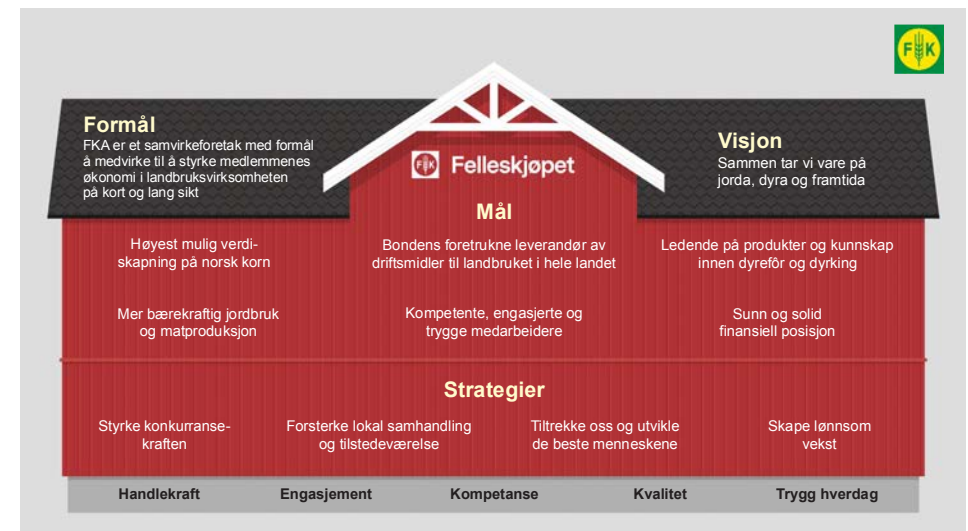 FK
Formål
FKA er et samvirkeforetak med formål
å medvirke til å styrke medlemmenes
økonomi i landbruksvirksomheten
på kort og lang sikt
Visjon
Sammen tar vi vare på
jorda, dyra og framtida
FK Felleskjøpet
Mål
Høyest mulig verdi-
skapning på norsk korn
Bondens foretrukne leverandør av
driftsmidler til landbruket i hele landet
Ledende på produkter og kunnskap
innen dyrefôr og dyrking
Mer bærekraftig jordbruk
og matproduksjon
Kompetente, engasjerte og
trygge medarbeidere
Sunn og solid
finansiell posisjon
Strategier
Styrke konkurranse-
kraften
Forsterke lokal samhandling
og tilstedeværelse
Tiltrekke oss og utvikle
de beste menneskene
Skape lønnsom
vekst
Handlekraft Engasjement Kompetanse Kvalitet Trygg hverdag